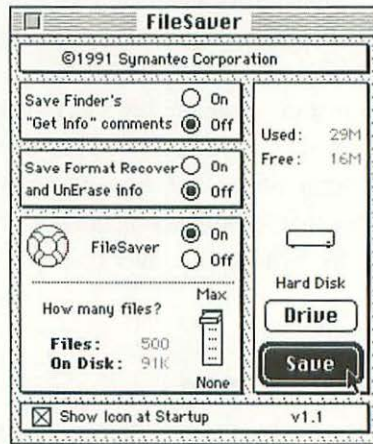 FileSaver
©1991 Symantec Corporation
Save Finder's
"Get Info" comments
On
Off
Save Format Recover
and UnErase info
On
Off
FileSaver
On
Off
How many files?
Files: 500
On Disk: 91K
Max
None
Used: 29M
Free: 16M
Hard Disk
Drive
Save
Show Icon at Startup v1.1